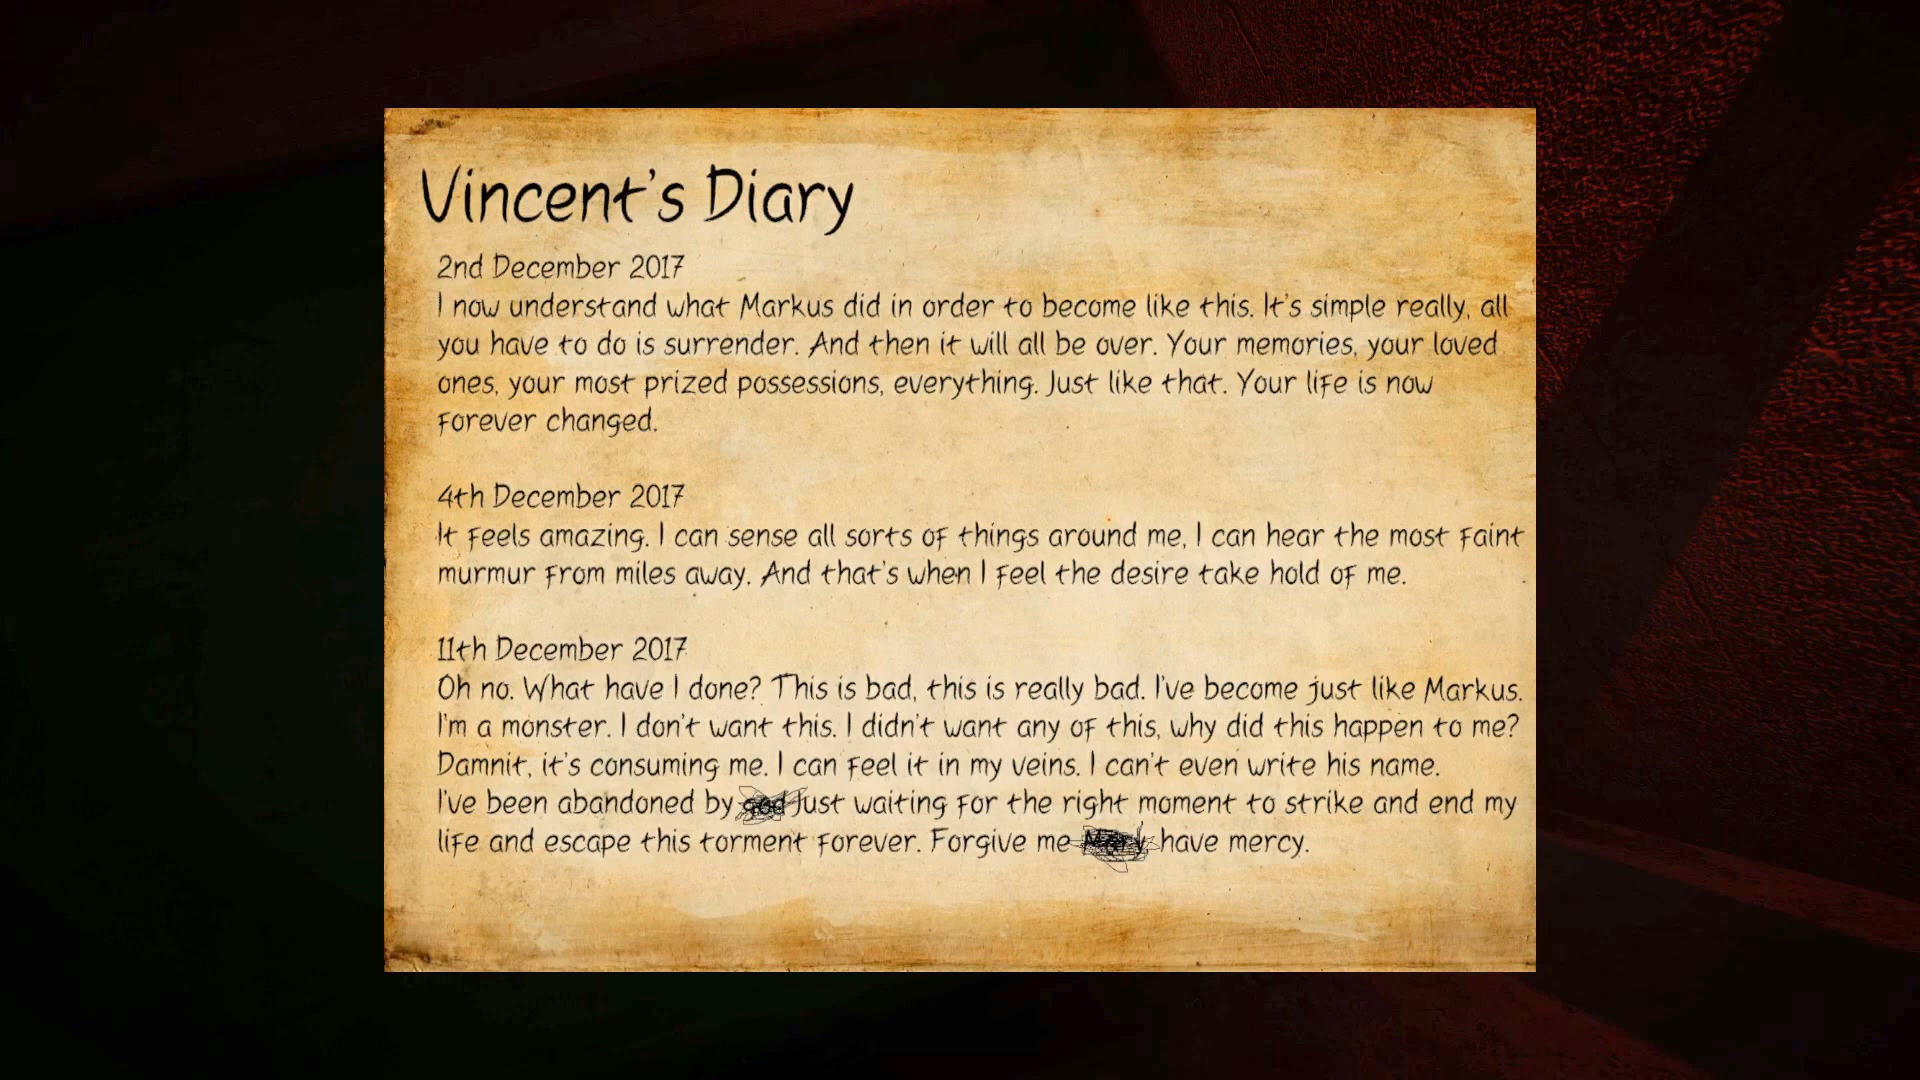 Vincent's Diary
2nd December 2017
I now understand what Markus did in order to become like this. It's simple really, all
you have to do is surrender. And then it will all be over. Your memories, your loved
ones, your most prized possessions, everything. Just like that. Your life is now
forever changed.
4th December 2017
It feels amazing. I can sense all sorts of things around me, I can hear the most faint
murmur from miles away. And that's when I feel the desire take hold of me.
11th December 2017
Oh no. What have I done? This is bad, this is really bad. I've become just like Markus.
I'm a monster. I don't want this. I didn't want any of this, why did this happen to me?
Damnit, it's consuming me. I can feel it in my veins. I can't even write his name.
I've been abandoned by god Just waiting for the right moment to strike and end my
life and escape this torment forever. Forgive me Mary have mercy.